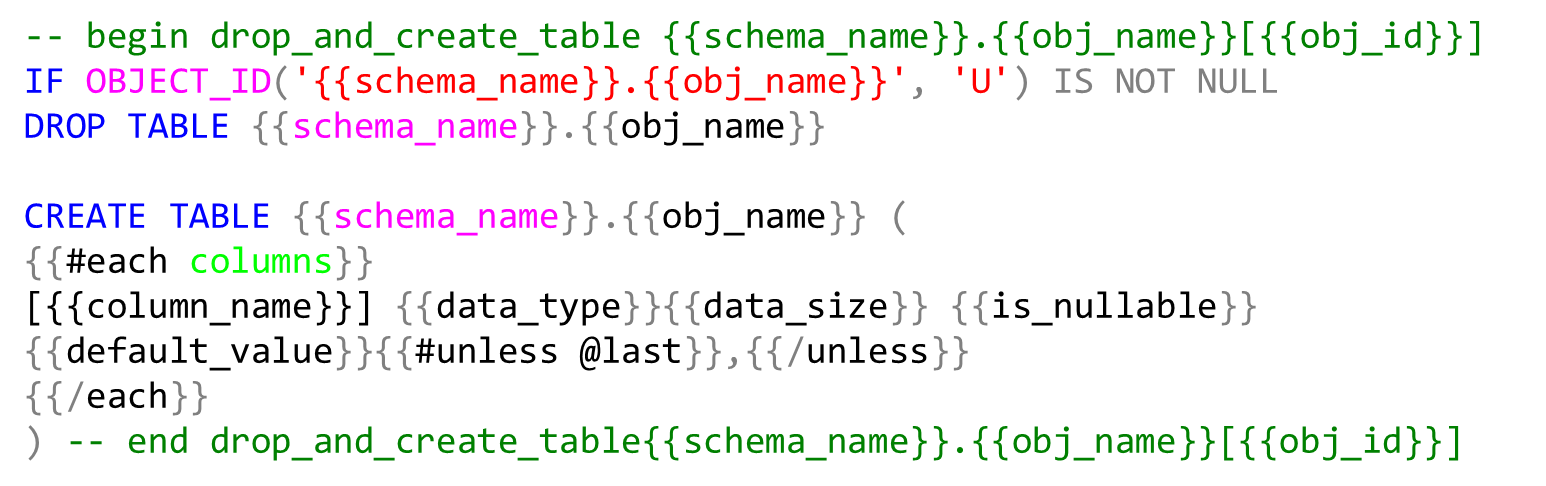 -- begin drop_and_create_table {{schema_name}}.{{obj_name}}[{{obj_id}}]
IF OBJECT_ID('{{schema_name}}.{{obj_name}}', 'U') IS NOT NULL
DROP TABLE {{schema_name}}.{{obj_name}}
CREATE TABLE {{schema_name}}.{{obj_name}} (
{{#each columns}}
[{{column_name}}] {{data_type}}{{data_size}} {{is_nullable}}
{{default_value}}{{#unless @last}},{{/unless}}
{{/each}}
) -- end drop_and_create_table{{schema_name}}.{{obj_name}}[{{obj_id}}]